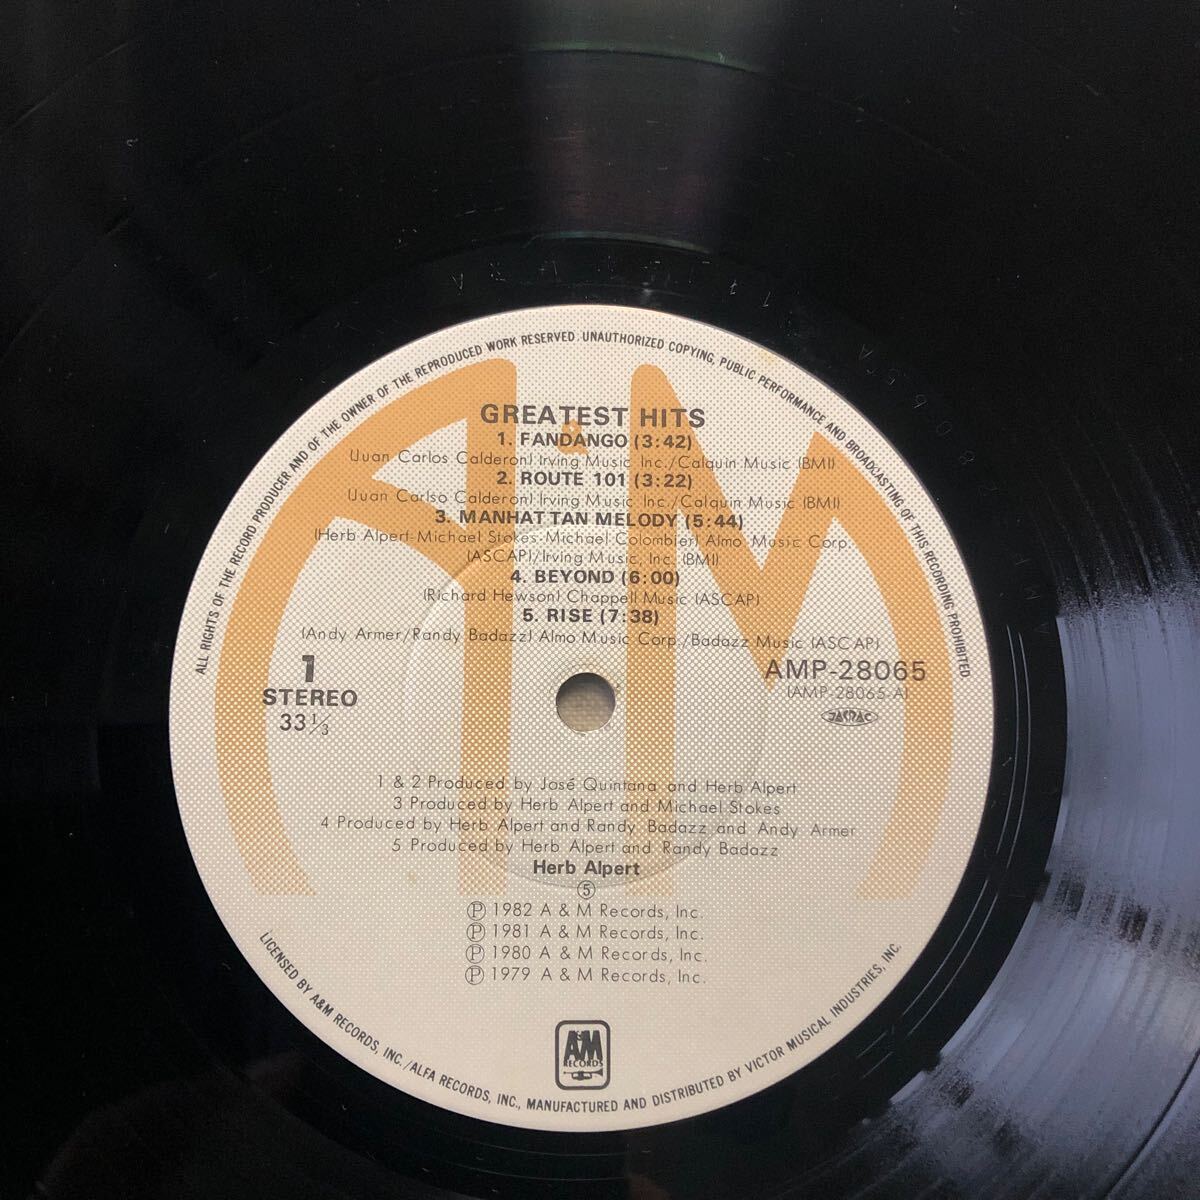 ALL RIGHTS OF THE RECORD PRODUCER AND OF THE OWNER OF THE REPRODUCED WORK RESERVED. UNAUTHORIZED COPYING, PUBLIC PERFORMANCE AND BROADCASTING OF THIS RECORDING PROHIBITED
GREATEST HITS
1. FANDANGO (3:42)
(Juan Carlos Calderon) Irving Music Inc./Calquin Music (BMI)
2. ROUTE 101 (3:22)
(Juan Carlso Calderon) Irving Music Inc./Calquin Music (BMI)
3. MANHATTAN MELODY (5:44)
(Herb Alpert-Michael Stokes-Michael Colombier) Almo Music Corp.
(ASCAP)/Irving Music, Inc. (BMI)
4. BEYOND (6:00)
(Richard Hewson) Chappell Music (ASCAP)
5. RISE (7:38)
(Andy Armer/Randy Badazz) Almo Music Corp./Badazz Music (ASCAP)
1
STEREO
33 1/3
AMP-28065
(AMP-28065-A)
JASRAC
1 & 2 Produced by José Quintana and Herb Alpert
3 Produced by Herb Alpert and Michael Stokes
4 Produced by Herb Alpert and Randy Badazz and Andy Armer
5 Produced by Herb Alpert and Randy Badazz
Herb Alpert
⑤
Ⓟ 1982 A & M Records, Inc.
Ⓟ 1981 A & M Records, Inc.
Ⓟ 1980 A & M Records, Inc.
Ⓟ 1979 A & M Records, Inc.
A&M
RECORDS
LICENSED BY A&M RECORDS, INC./ALFA RECORDS, INC., MANUFACTURED AND DISTRIBUTED BY VICTOR MUSICAL INDUSTRIES, INC.
A&M